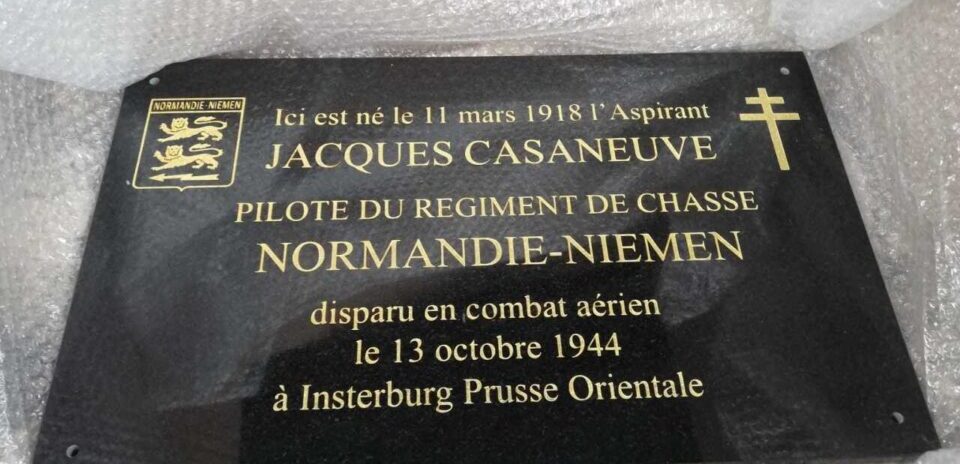 NORMANDIE-NIEMEN
Ici est né le 11 mars 1918 l'Aspirant
JACQUES CASANEUVE
PILOTE DU REGIMENT DE CHASSE
NORMANDIE-NIEMEN
disparu en combat aérien
le 13 octobre 1944
à Insterburg Prusse Orientale